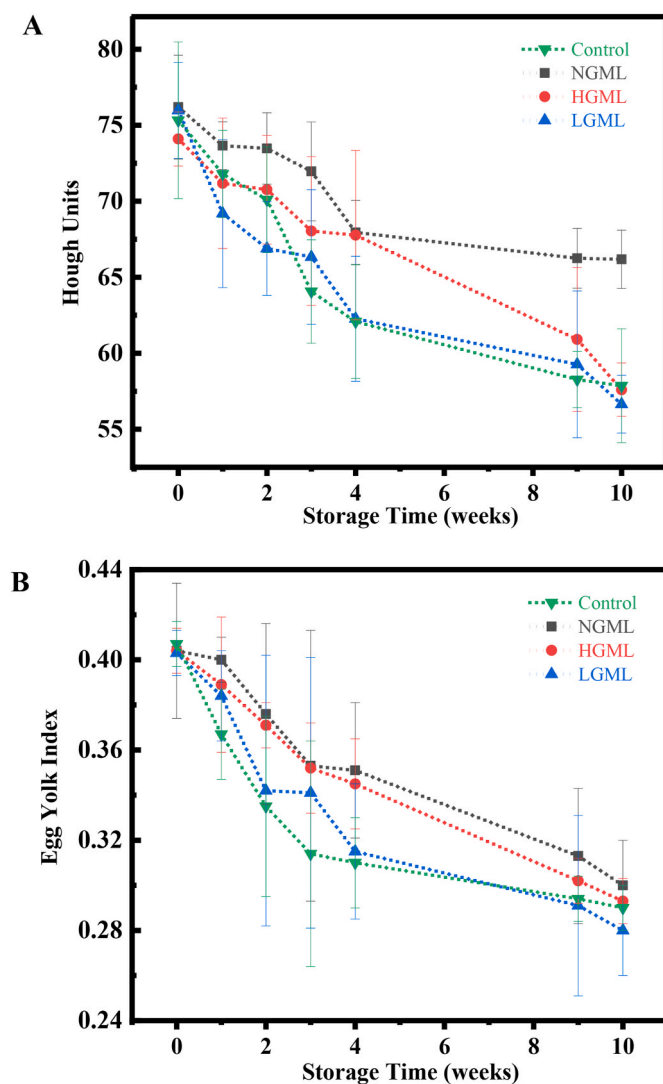 A
80
75
70
65
60
55
Hough Units
Control
NGML
HGML
LGML
0 2 4 6 8 10
Storage Time (weeks)
B
0.44
0.40
0.36
0.32
0.28
0.24
Egg Yolk Index
Control
NGML
HGML
LGML
0 2 4 6 8 10
Storage Time (weeks)